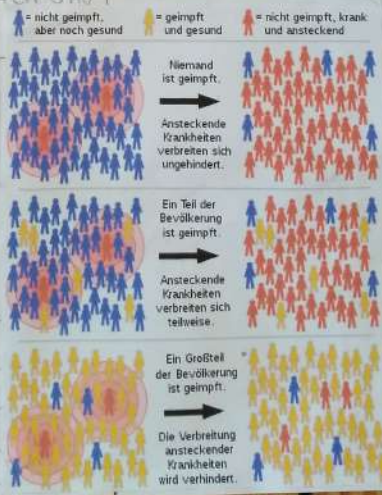 = nicht geimpft,
aber noch gesund
= geimpft
und gesund
= nicht geimpft, krank
und ansteckend
Niemand
ist geimpft.
Ansteckende
Krankheiten
verbreiten sich
ungehindert.
Ein Teil der
Bevölkerung
ist geimpft.
Ansteckende
Krankheiten
verbreiten sich
teilweise.
Ein Großteil
der Bevölkerung
ist geimpft.
Die Verbreitung
ansteckender
Krankheiten
wird verhindert.